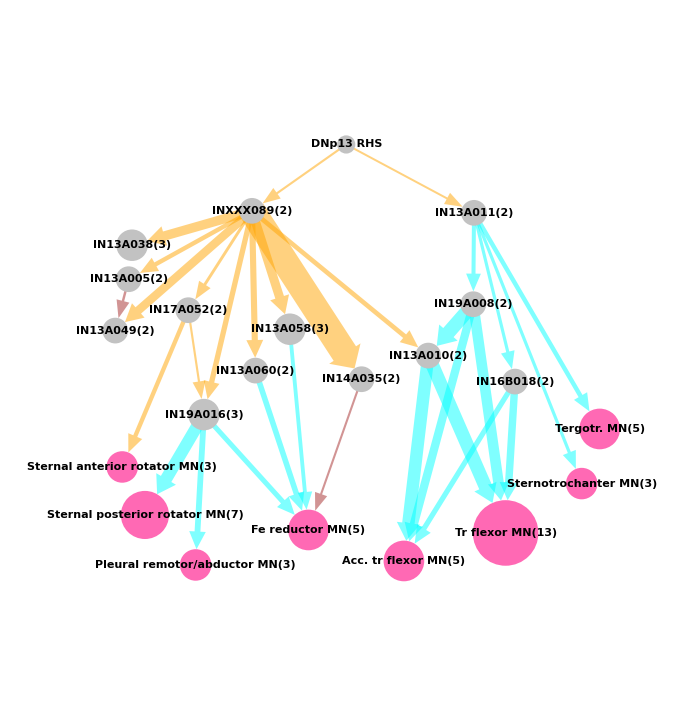 DNp13 RHS
INXXX089(2)
IN13A011(2)
IN13A038(3)
IN13A005(2)
IN19A008(2)
IN17A052(2)
IN13A049(2)
IN13A058(3)
IN13A010(2)
IN13A060(2)
IN14A035(2)
IN16B018(2)
IN19A016(3)
Tergotr. MN(5)
Sternal anterior rotator MN(3)
Sternotrochanter MN(3)
Sternal posterior rotator MN(7)
Fe reductor MN(5)
Tr flexor MN(13)
Acc. tr flexor MN(5)
Pleural remotor/abductor MN(3)